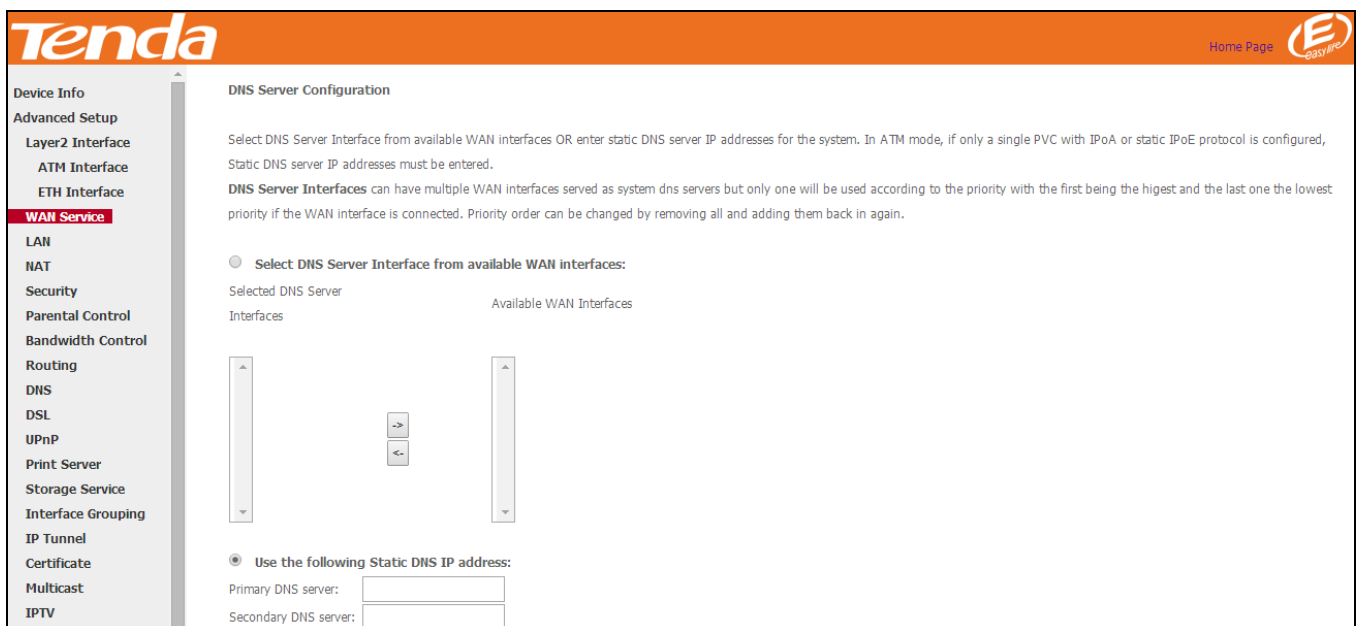 Tenda
Home Page
Easylife
Device Info
Advanced Setup
Layer2 Interface
ATM Interface
ETH Interface
WAN Service
LAN
NAT
Security
Parental Control
Bandwidth Control
Routing
DNS
DSL
UPnP
Print Server
Storage Service
Interface Grouping
IP Tunnel
Certificate
Multicast
IPTV
DNS Server Configuration
Select DNS Server Interface from available WAN interfaces OR enter static DNS server IP addresses for the system. In ATM mode, if only a single PVC with IPoA or static IPoE protocol is configured,
Static DNS server IP addresses must be entered.
DNS Server Interfaces can have multiple WAN interfaces served as system dns servers but only one will be used according to the priority with the first being the higest and the last one the lowest
priority if the WAN interface is connected. Priority order can be changed by removing all and adding them back in again.
Select DNS Server Interface from available WAN interfaces:
Selected DNS Server
Interfaces
Available WAN Interfaces
->
<-
Use the following Static DNS IP address:
Primary DNS server:
Secondary DNS server: